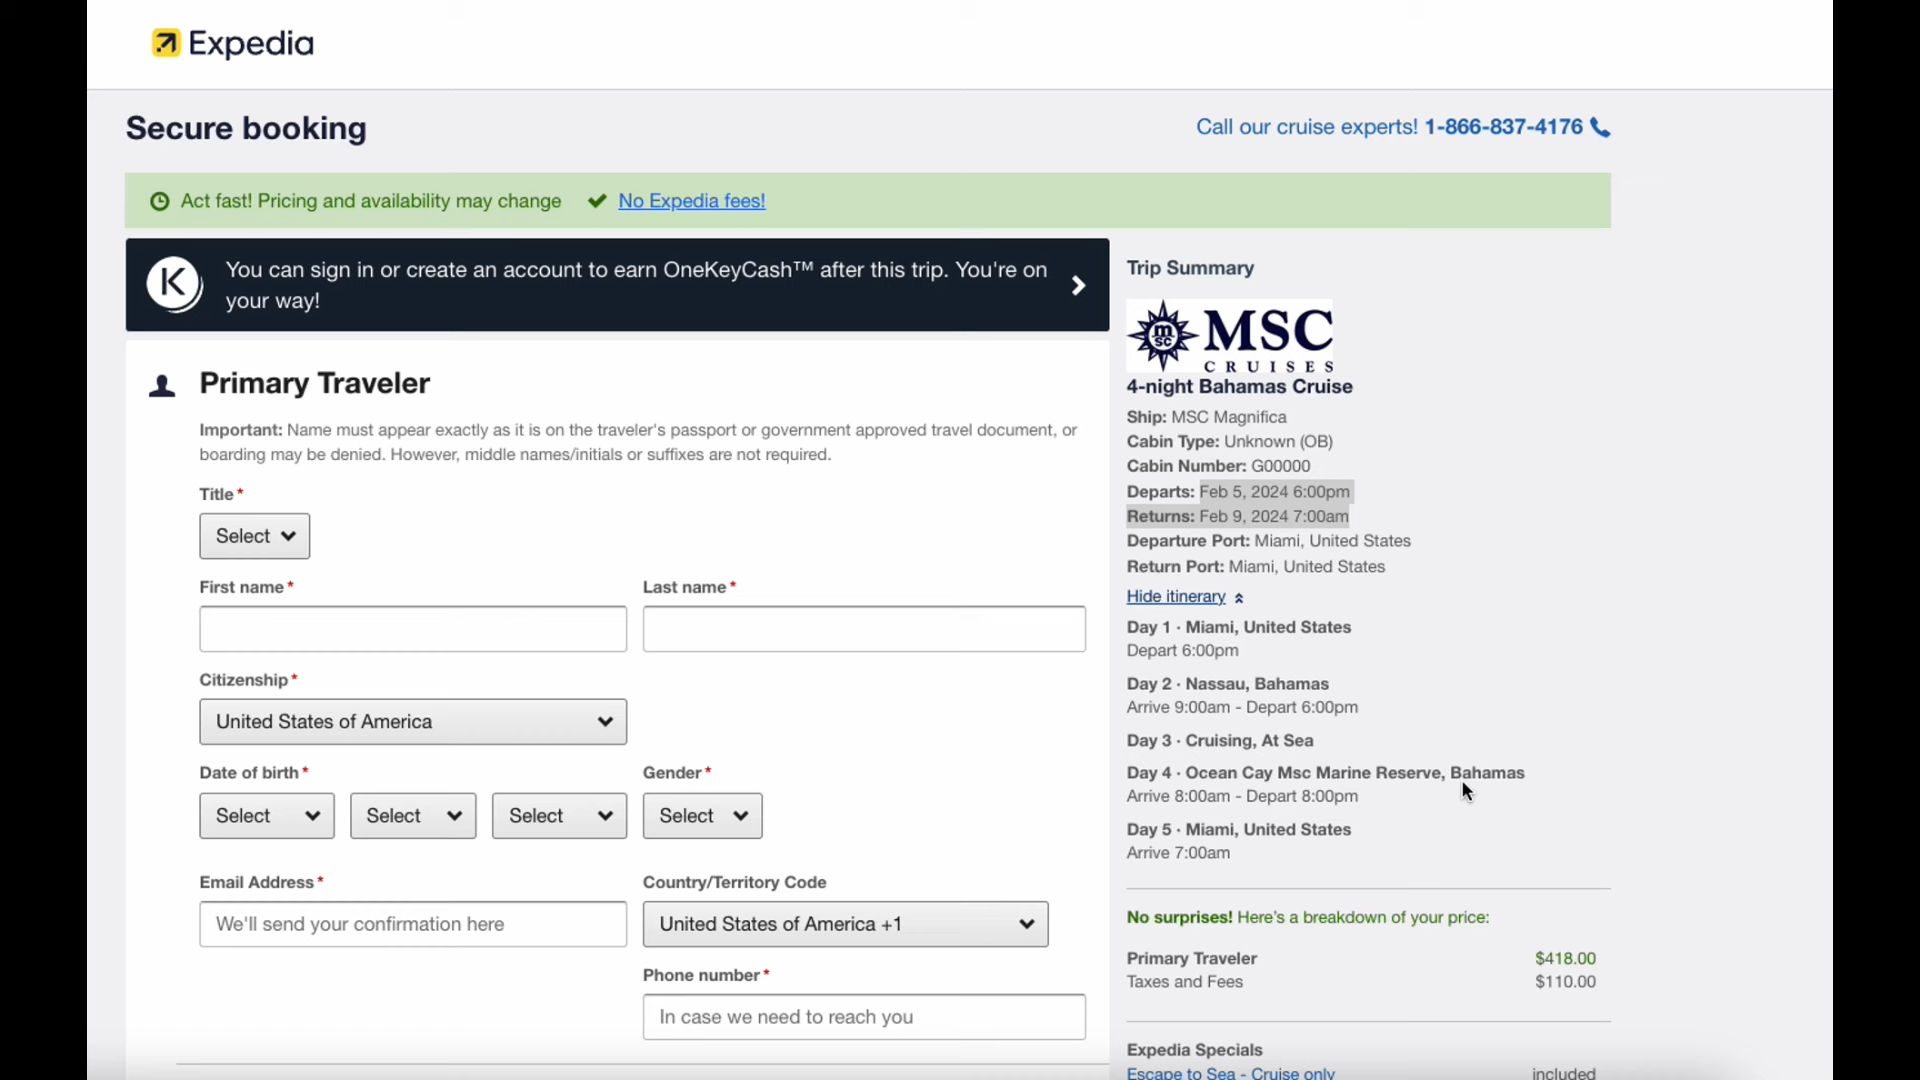 Expedia
Secure booking
Call our cruise experts! 1-866-837-4176
Act fast! Pricing and availability may change No Expedia fees!
K
You can sign in or create an account to earn OneKeyCash™ after this trip. You're on
your way!
Primary Traveler
Important: Name must appear exactly as it is on the traveler's passport or government approved travel document, or
boarding may be denied. However, middle names/initials or suffixes are not required.
Title*
Select
First name* Last name*
Citizenship*
United States of America
Date of birth* Gender*
Select Select Select Select
Email Address* Country/Territory Code
We'll send your confirmation here United States of America +1
Phone number*
In case we need to reach you
Trip Summary
msc MSC
CRUISES
4-night Bahamas Cruise
Ship: MSC Magnifica
Cabin Type: Unknown (OB)
Cabin Number: G00000
Departs: Feb 5, 2024 6:00pm
Returns: Feb 9, 2024 7:00am
Departure Port: Miami, United States
Return Port: Miami, United States
Hide itinerary
Day 1 · Miami, United States
Depart 6:00pm
Day 2 · Nassau, Bahamas
Arrive 9:00am - Depart 6:00pm
Day 3 · Cruising, At Sea
Day 4 · Ocean Cay Msc Marine Reserve, Bahamas
Arrive 8:00am - Depart 8:00pm
Day 5 · Miami, United States
Arrive 7:00am
No surprises! Here's a breakdown of your price:
Primary Traveler $418.00
Taxes and Fees $110.00
Expedia Specials
Escape to Sea - Cruise only included